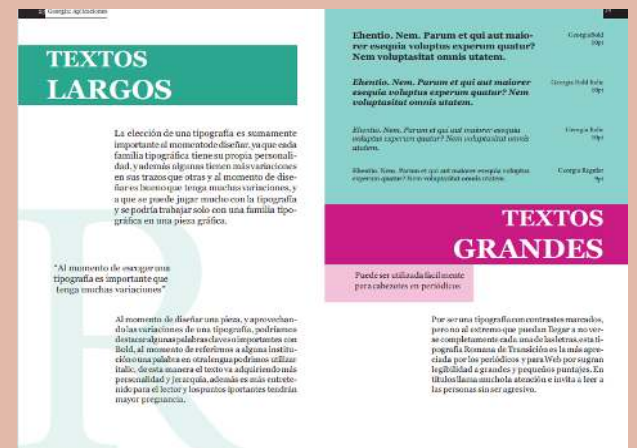 Georgia: aplicaciones
TEXTOS
LARGOS
La elección de una tipografía es sumamente
importante al momentode diseñar, ya que cada
familia tipográfica tiene su propia personali-
dad, y además algunas tienen más variaciones
en sus trazos que otras y al momento de dise-
ñar es bueno que tenga muchas variaciones, y
a que se puede jugar mucho con la tipografía
y se podría trabajar solo con una familia tipo-
gráfica en una pieza gráfica.
R
"Al momento de escoger una
tipografía es importante que
tenga muchas variaciones"
Al momento de diseñar una pieza, y aprovechan-
do las variaciones de una tipografía, podríamos
destacar algunas palabras claves o importantes con
Bold, al momento de referirnos a alguna institu-
ción o una palabra en otra lengua podrimos utilizar
italic, de esta manera el texto va adquiriendo más
personalidad y jerarquía, además es más entrete-
nido para el lector y los puntos iportantes tendrán
mayor pregnancia.
Ehentio. Nem. Parum et qui aut maio-
rer esequia voluptus experum quatur?
Nem voluptasitat omnis utatem.
Georgia Bold
10pt
Ehentio. Nem. Parum et qui aut maiorer
esequia voluptus experum quatur? Nem
voluptasitat omnis utatem.
Georgia Bold Italic
10pt
Ehentio. Nem. Parum et qui aut maiorer esequia
voluptus experum quatur? Nem voluptasitat omnis
utatem.
Georgia Italic
10pt
Ehentio. Nem. Parum et qui aut maiorer esequia voluptus
experum quatur? Nem voluptasitat omnis utatem.
Georgia Regular
9pt
TEXTOS
GRANDES
Puede ser utilizada fácilmente
para cabezotes en periódicos
Por ser una tipografía con contrastes marcados,
pero no al extremo que puedan llegar a no ver-
se completamente cada una de las letras, esta ti-
pografía Romana de Transición es la más apre-
ciada por los periódicos y para Web por su gran
legibilidad a grandes y pequeños puntajes. En
títulos llama mucho la atención e invita a leer a
las personas sin ser agresivo.